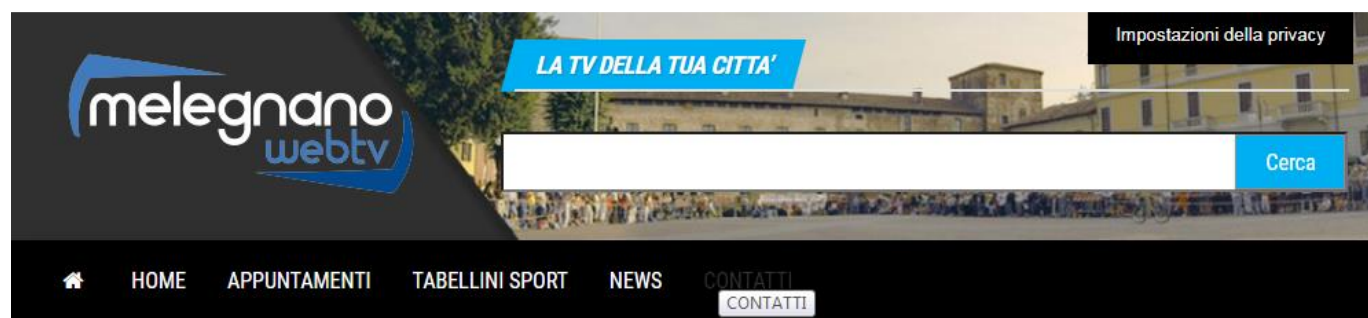 Impostazioni della privacy
LA TV DELLA TUA CITTA'
melegnano
webtv
Cerca
HOME APPUNTAMENTI TABELLINI SPORT NEWS CONTATTI
CONTATTI